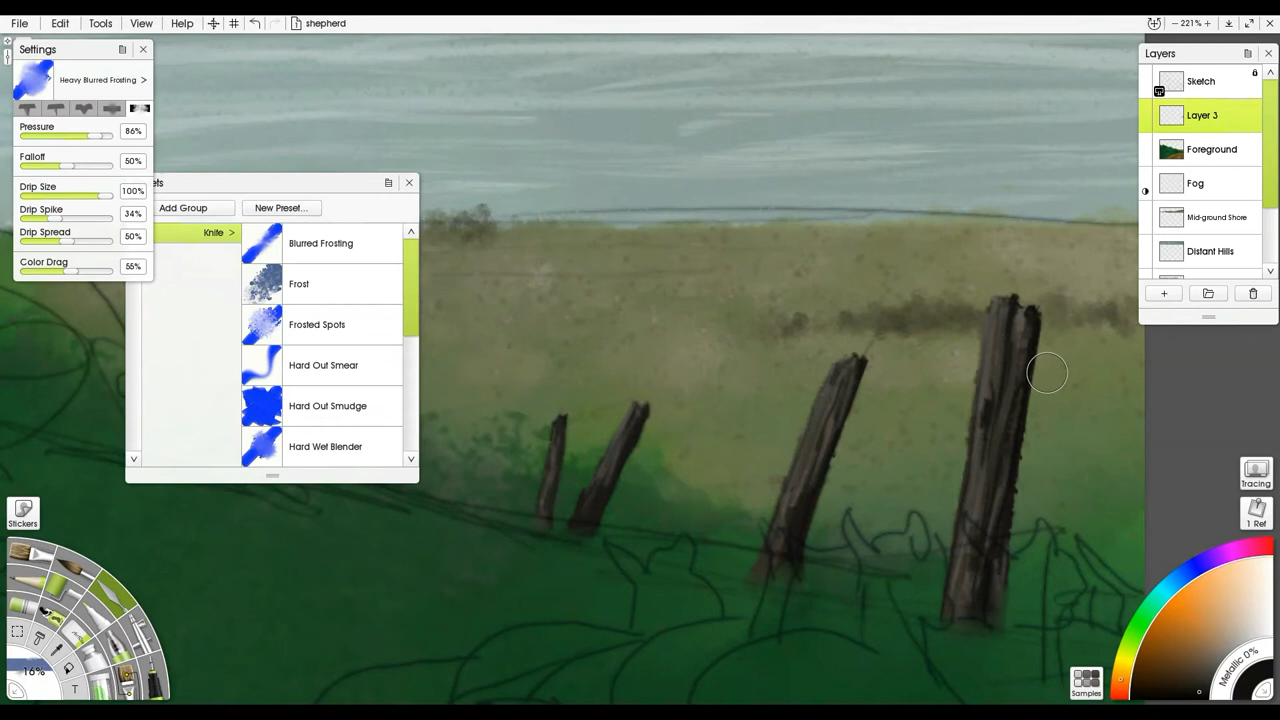 File Edit Tools View Help shepherd − 221% +
Settings
Heavy Blurred Frosting >
Pressure 86%
Falloff 50%
Drip Size 100%
Drip Spike 34%
Drip Spread 50%
Color Drag 55%
ets
Add Group New Preset...
Knife >
Blurred Frosting
Frost
Frosted Spots
Hard Out Smear
Hard Out Smudge
Hard Wet Blender
Layers
Sketch
Layer 3
Foreground
Fog
Mid-ground Shore
Distant Hills
Tracing
1 Ref
Stickers
16%
T
Samples
Metallic 0%